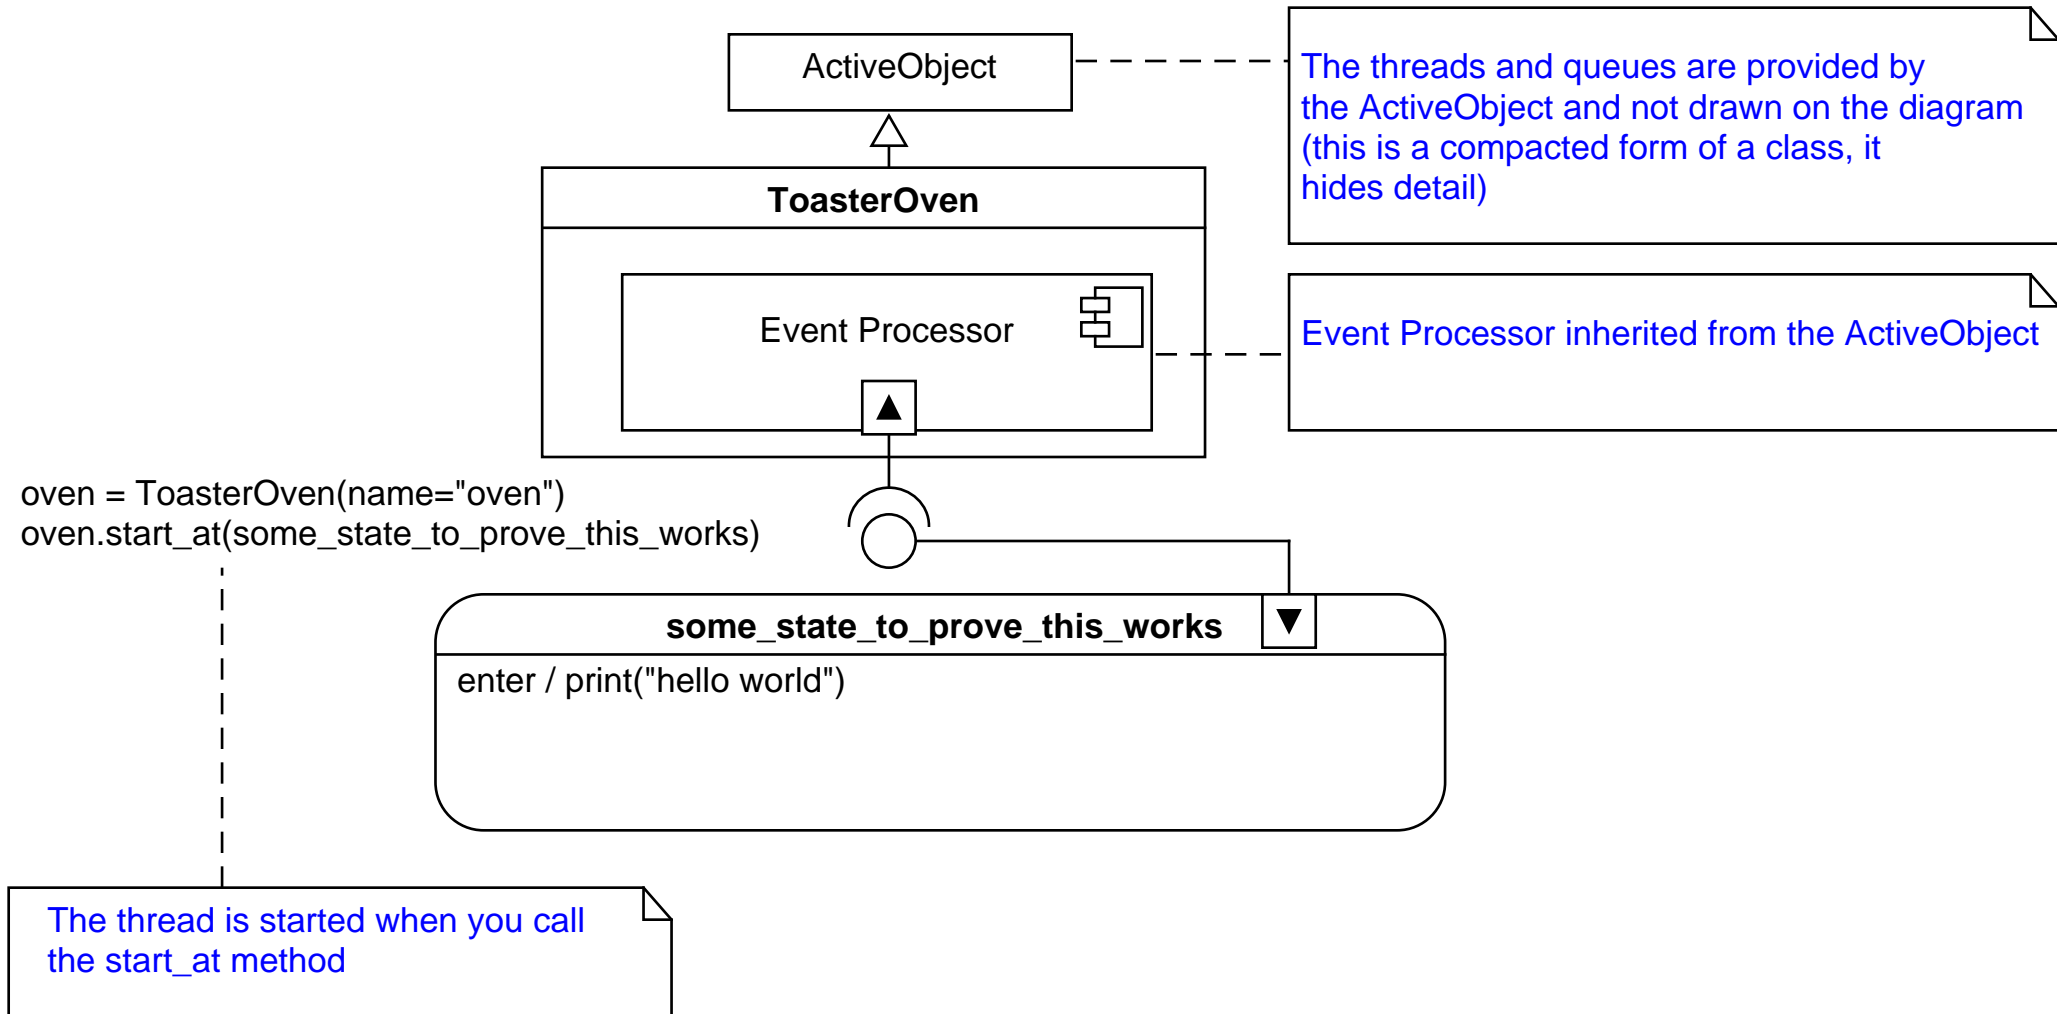 ActiveObject
The threads and queues are provided by
the ActiveObject and not drawn on the diagram
(this is a compacted form of a class, it
hides detail)
ToasterOven
Event Processor
Event Processor inherited from the ActiveObject
oven = ToasterOven(name="oven")
oven.start_at(some_state_to_prove_this_works)
some_state_to_prove_this_works
enter / print("hello world")
The thread is started when you call
the start_at method